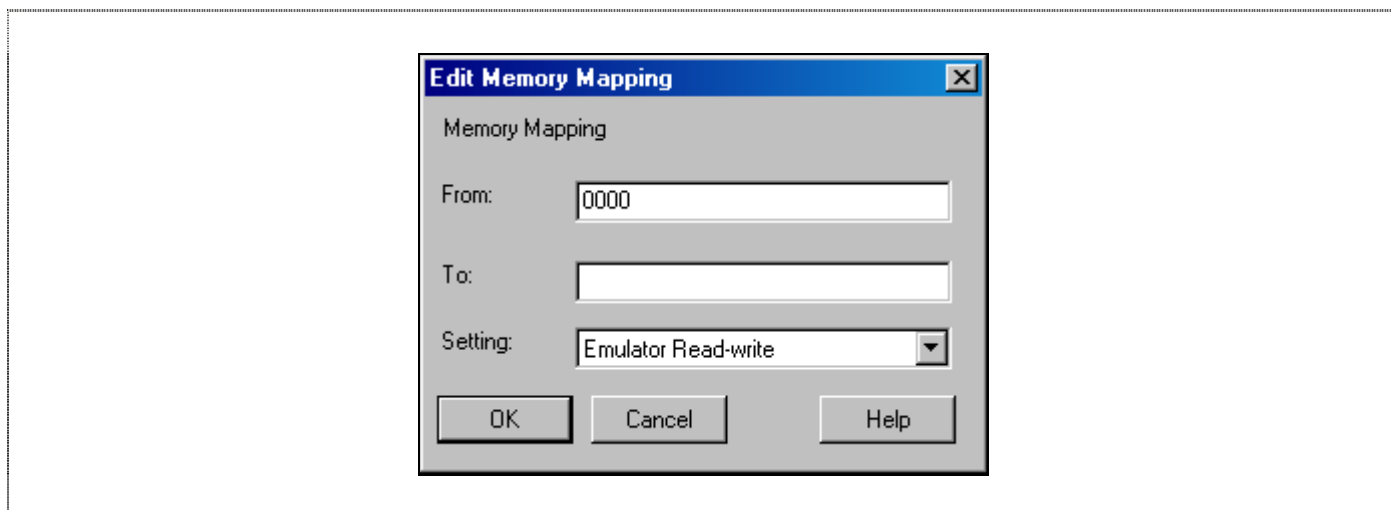 Edit Memory Mapping
Memory Mapping
From: 0000
To:
Setting: Emulator Read-write
OK Cancel Help